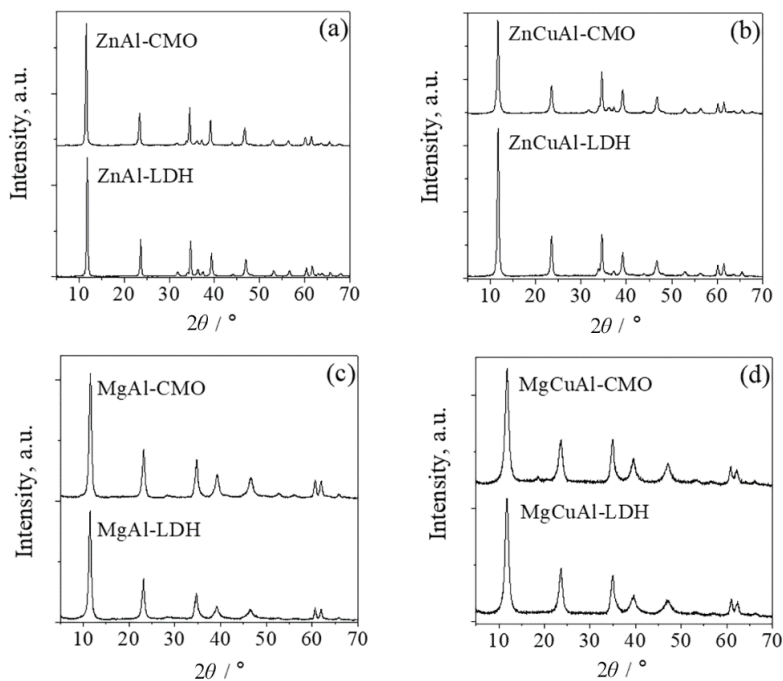 (a)
ZnAl-CMO
ZnAl-LDH
Intensity, a.u.
10 20 30 40 50 60 70
2θ / °
(b)
ZnCuAl-CMO
ZnCuAl-LDH
Intensity, a.u.
10 20 30 40 50 60 70
2θ / °
(c)
MgAl-CMO
MgAl-LDH
Intensity, a.u.
10 20 30 40 50 60 70
2θ / °
(d)
MgCuAl-CMO
MgCuAl-LDH
Intensity, a.u.
10 20 30 40 50 60 70
2θ / °